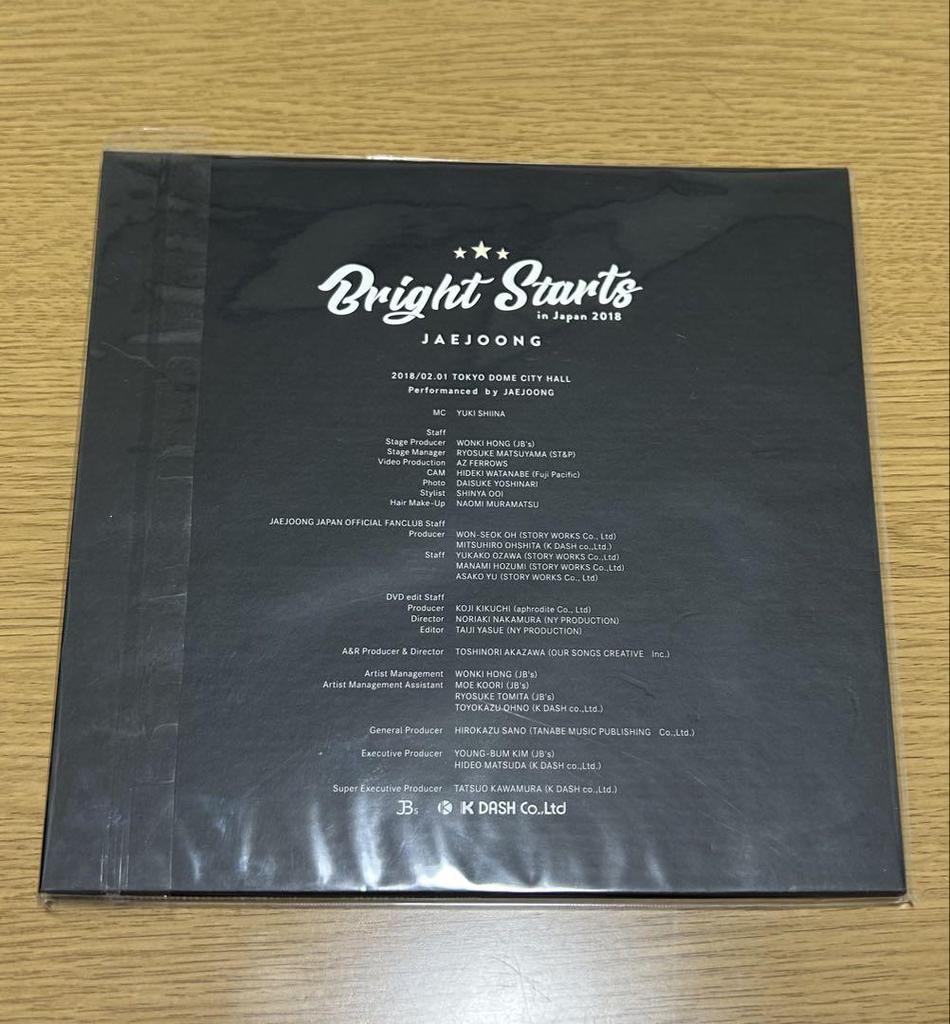 Bright Starts
in Japan 2018
JAEJOONG
2018/02.01 TOKYO DOME CITY HALL
Performanced by JAEJOONG
MC YUKI SHIINA
Staff
Stage Producer WONKI HONG (JB's)
Stage Manager RYOSUKE MATSUYAMA (ST&P)
Video Production AZ FERROWS
CAM HIDEKI WATANABE (Fuji Pacific)
Photo DAISUKE YOSHINARI
Stylist SHINYA OOI
Hair Make-Up NAOMI MURAMATSU
JAEJOONG JAPAN OFFICIAL FANCLUB Staff
Producer WON-SEOK OH (STORY WORKS Co., Ltd)
MITSUHIRO OHSHITA (K DASH co.,Ltd.)
Staff YUKAKO OZAWA (STORY WORKS Co.,Ltd)
MANAMI HOZUMI (STORY WORKS Co.,Ltd)
ASAKO YU (STORY WORKS Co., Ltd)
DVD edit Staff
Producer KOJI KIKUCHI (aphrodite Co., Ltd)
Director NORIAKI NAKAMURA (NY PRODUCTION)
Editor TAIJI YASUE (NY PRODUCTION)
A&R Producer & Director TOSHINORI AKAZAWA (OUR SONGS CREATIVE Inc.)
Artist Management WONKI HONG (JB's)
Artist Management Assistant MOE KOORI (JB's)
RYOSUKE TOMITA (JB's)
TOYOKAZU OHNO (K DASH co.,Ltd.)
General Producer HIROKAZU SANO (TANABE MUSIC PUBLISHING Co.,Ltd.)
Executive Producer YOUNG-BUM KIM (JB's)
HIDEO MATSUDA (K DASH co.,Ltd.)
Super Executive Producer TATSUO KAWAMURA (K DASH co.,Ltd.)
JBs K K DASH Co.,Ltd